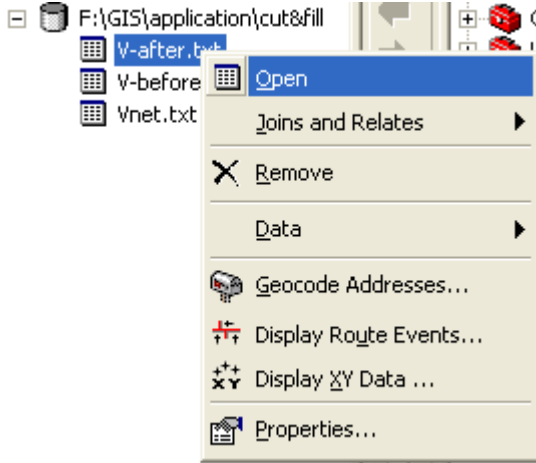 F:\GIS\application\cut&fill
V-after.txt
V-before
Vnet.txt
Open
Joins and Relates
Remove
Data
Geocode Addresses...
Display Route Events...
Display XY Data ...
Properties...